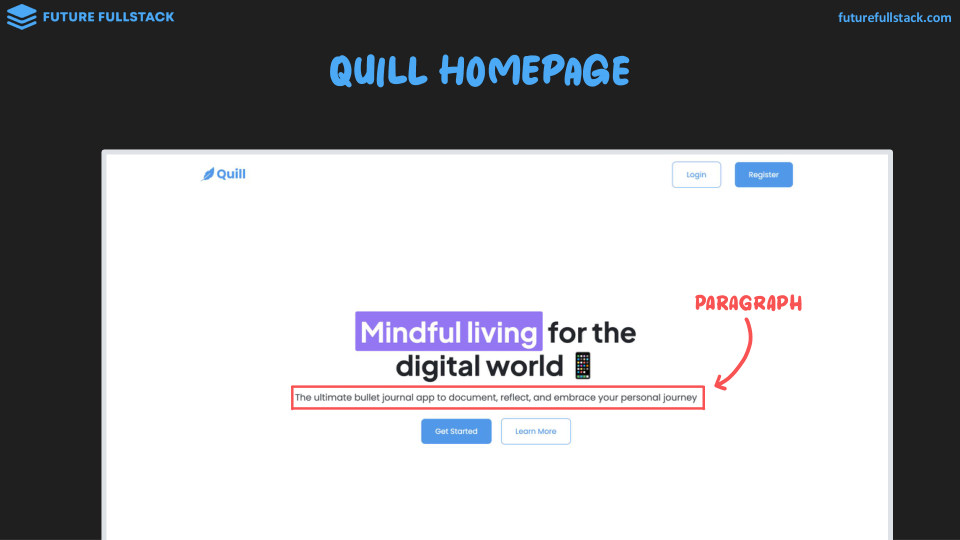 FUTURE FULLSTACK
futurefullstack.com
QUILL HOMEPAGE
Quill
Login
Register
PARAGRAPH
Mindful living for the
digital world
The ultimate bullet journal app to document, reflect, and embrace your personal journey
Get Started
Learn More